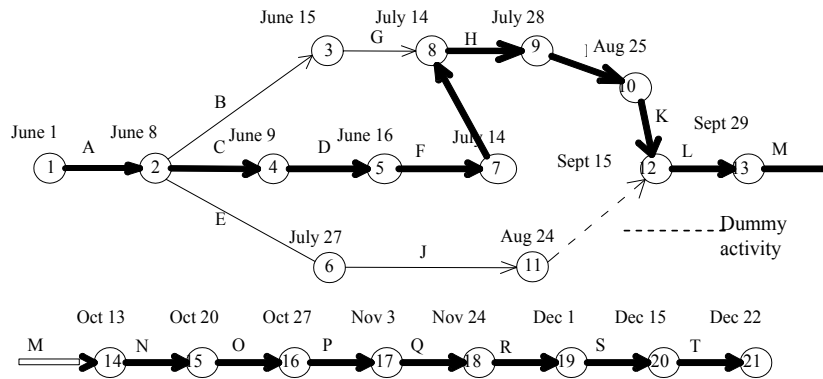 June 15 July 14 July 28
3 G 8 H 9 I Aug 25
10
B
June 1 June 8 June 9 June 16 July 14 K Sept 29
A C D F Sept 15 L M
1 2 4 5 7 12 13
E
July 27 Aug 24
J
6 11
Dummy
activity
Oct 13 Oct 20 Oct 27 Nov 3 Nov 24 Dec 1 Dec 15 Dec 22
M N O P Q R S T
14 15 16 17 18 19 20 21